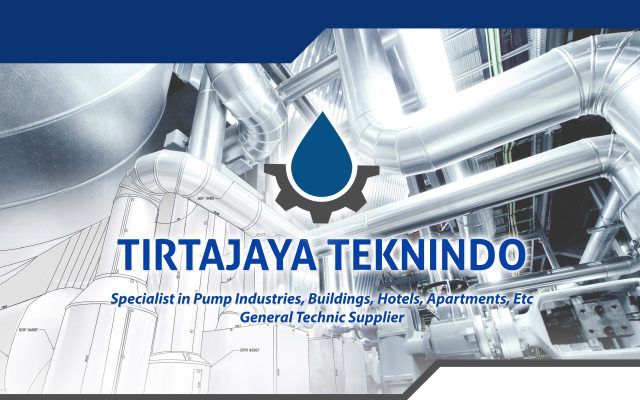 TIRTAJAYA TEKNINDO
Specialist in Pump Industries, Buildings, Hotels, Apartments, Etc
General Technic Supplier